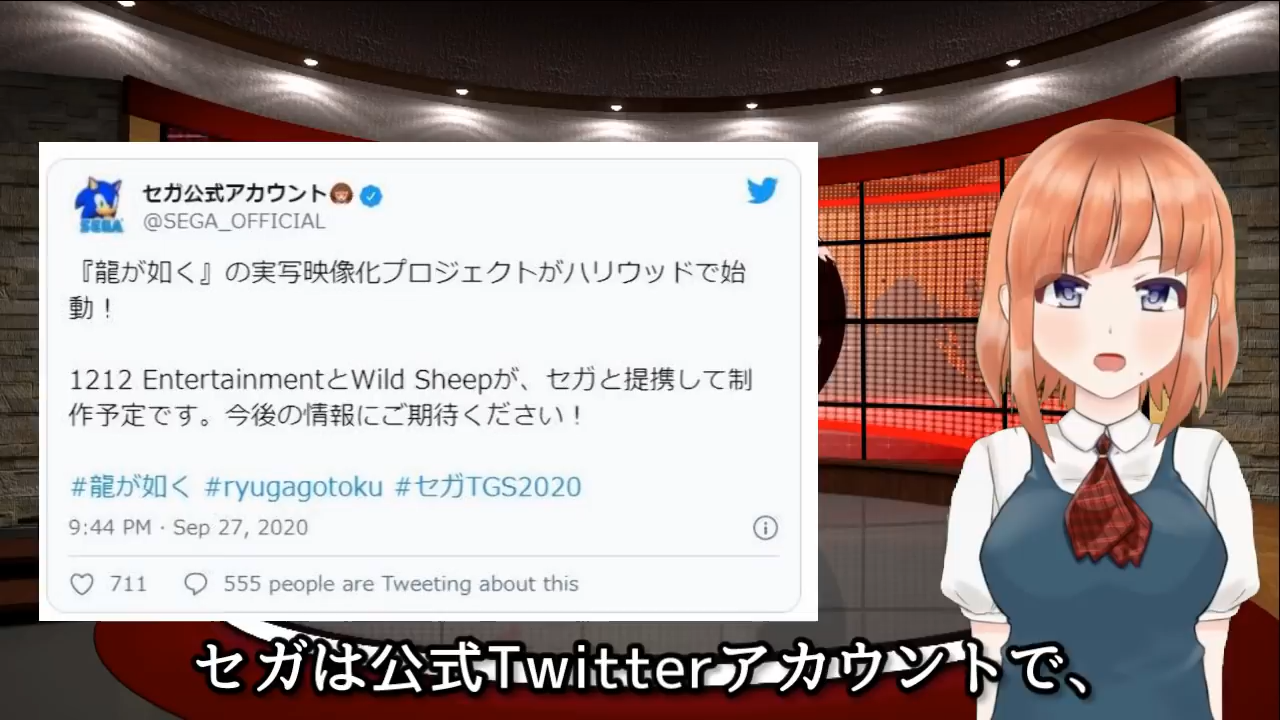 セガ公式アカウント
@SEGA_OFFICIAL
SEGA
『龍が如く』の実写映像化プロジェクトがハリウッドで始
動！
1212 EntertainmentとWild Sheepが、セガと提携して制
作予定です。今後の情報にご期待ください！
#龍が如く #ryugagotoku #セガTGS2020
9:44 PM · Sep 27, 2020
711 555 people are Tweeting about this
セガは公式Twitterアカウントで、